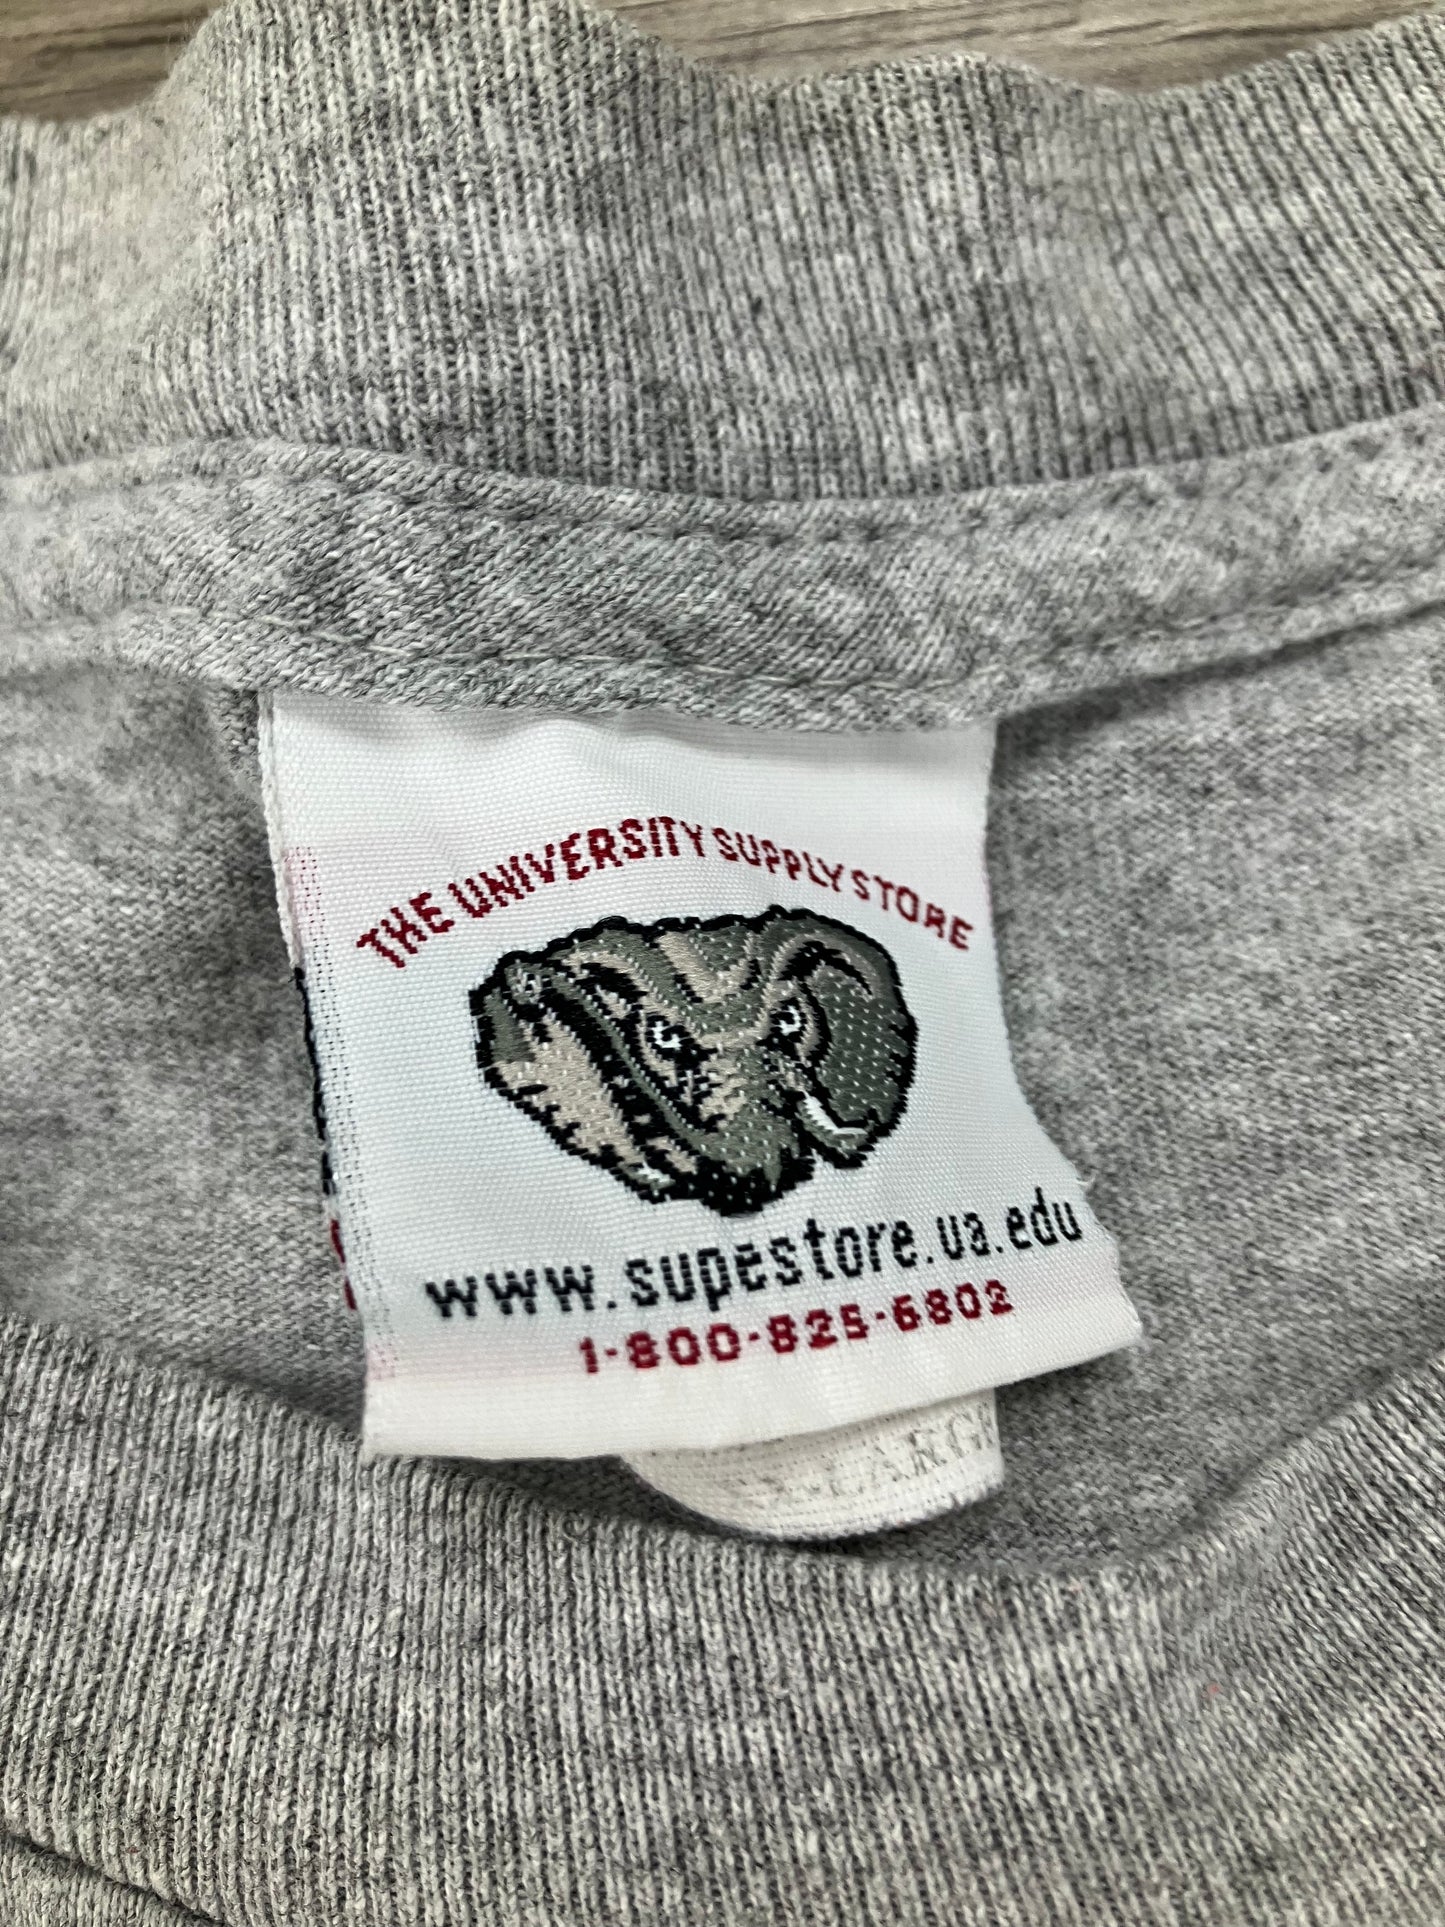 THE UNIVERSITY SUPPLY STORE
www.supestore.ua.edu
1-800-825-6802